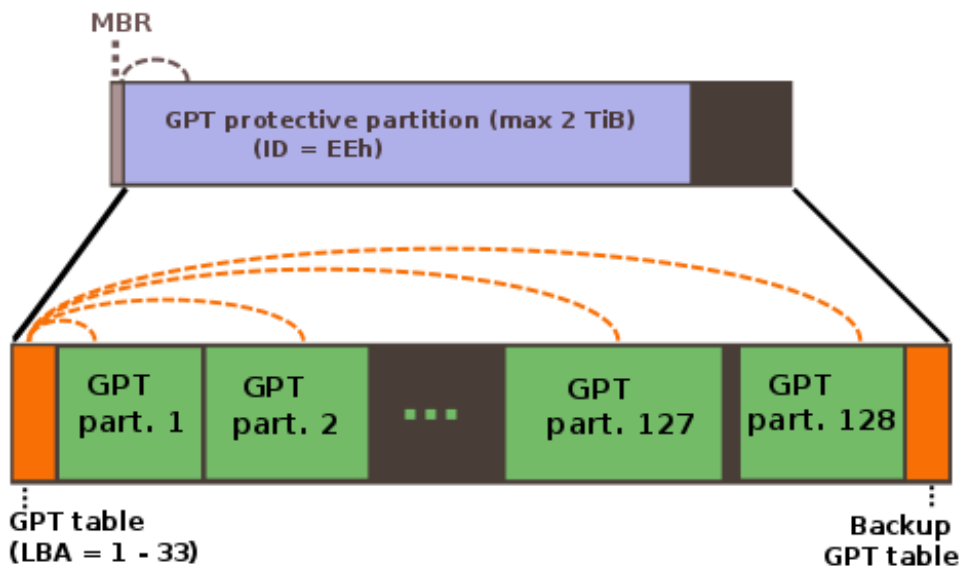 MBR
GPT protective partition (max 2 TiB)
(ID = EEh)
GPT
part. 1
GPT
part. 2
...
GPT
part. 127
GPT
part. 128
GPT table
(LBA = 1 - 33)
Backup
GPT table